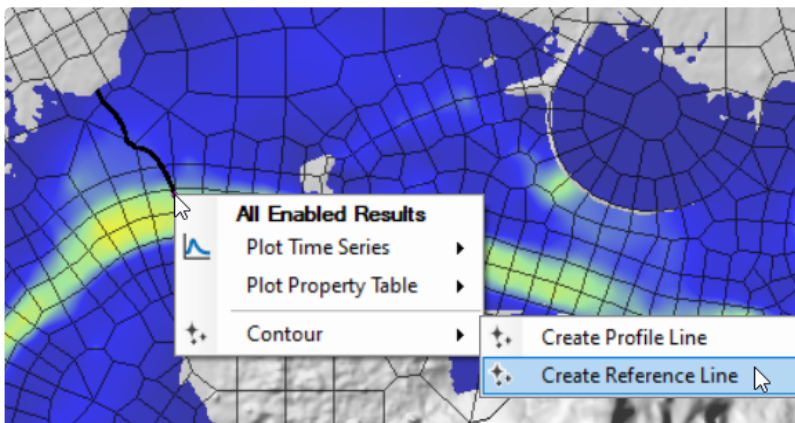 All Enabled Results
Plot Time Series
Plot Property Table
Contour
Create Profile Line
Create Reference Line